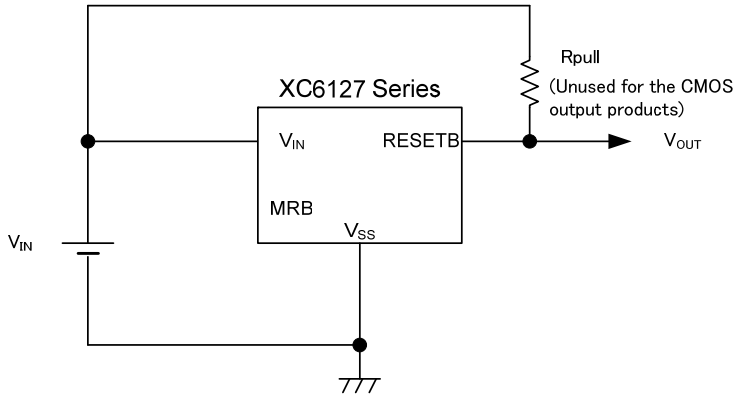 Rpull
(Unused for the CMOS
output products)
XC6127 Series
VIN
RESETB
VOUT
MRB
VSS
VIN